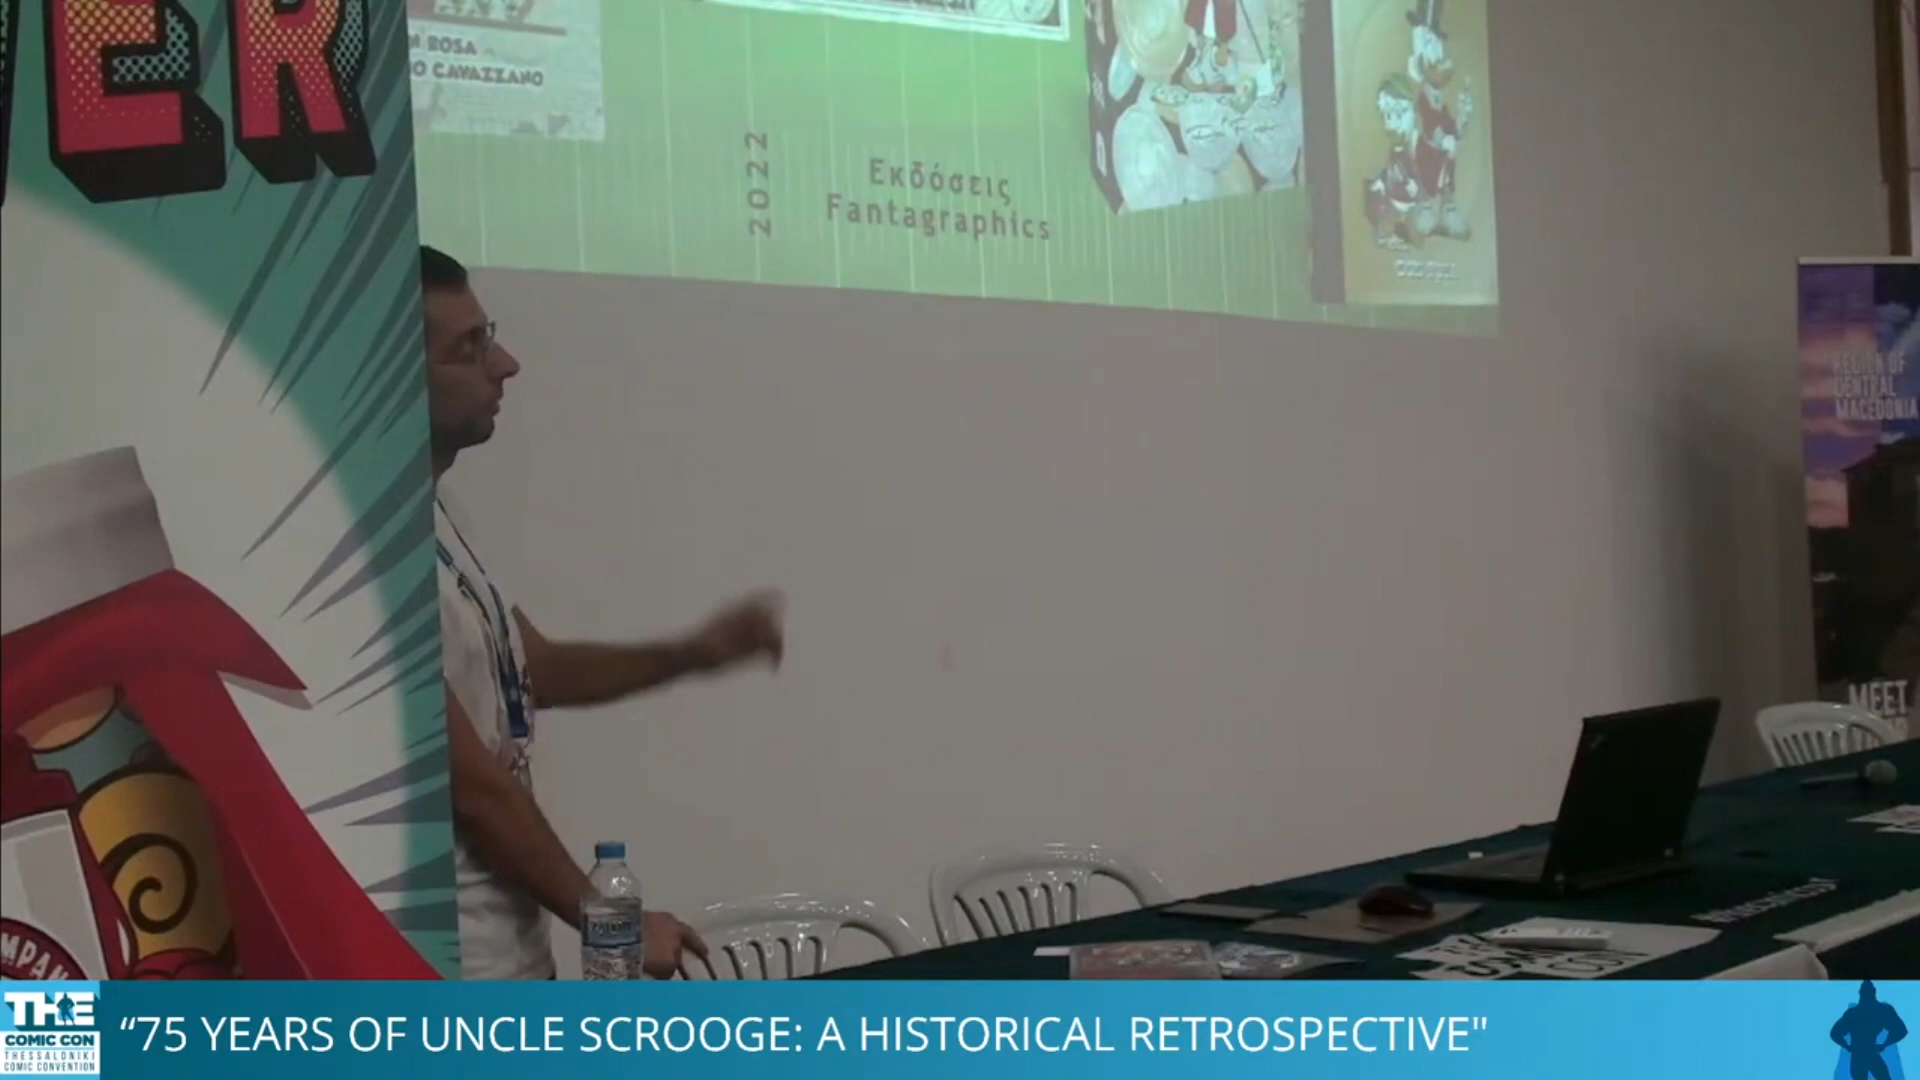 ER
N ROSA
O CAVAZZANO
2022
Εκδόσεις
Fantagraphics
REGION OF
CENTRAL
MACEDONIA
MEET
MPAN
THE
COMIC CON
THESSALONIKI
COMIC CONVENTION
“75 YEARS OF UNCLE SCROOGE: A HISTORICAL RETROSPECTIVE"